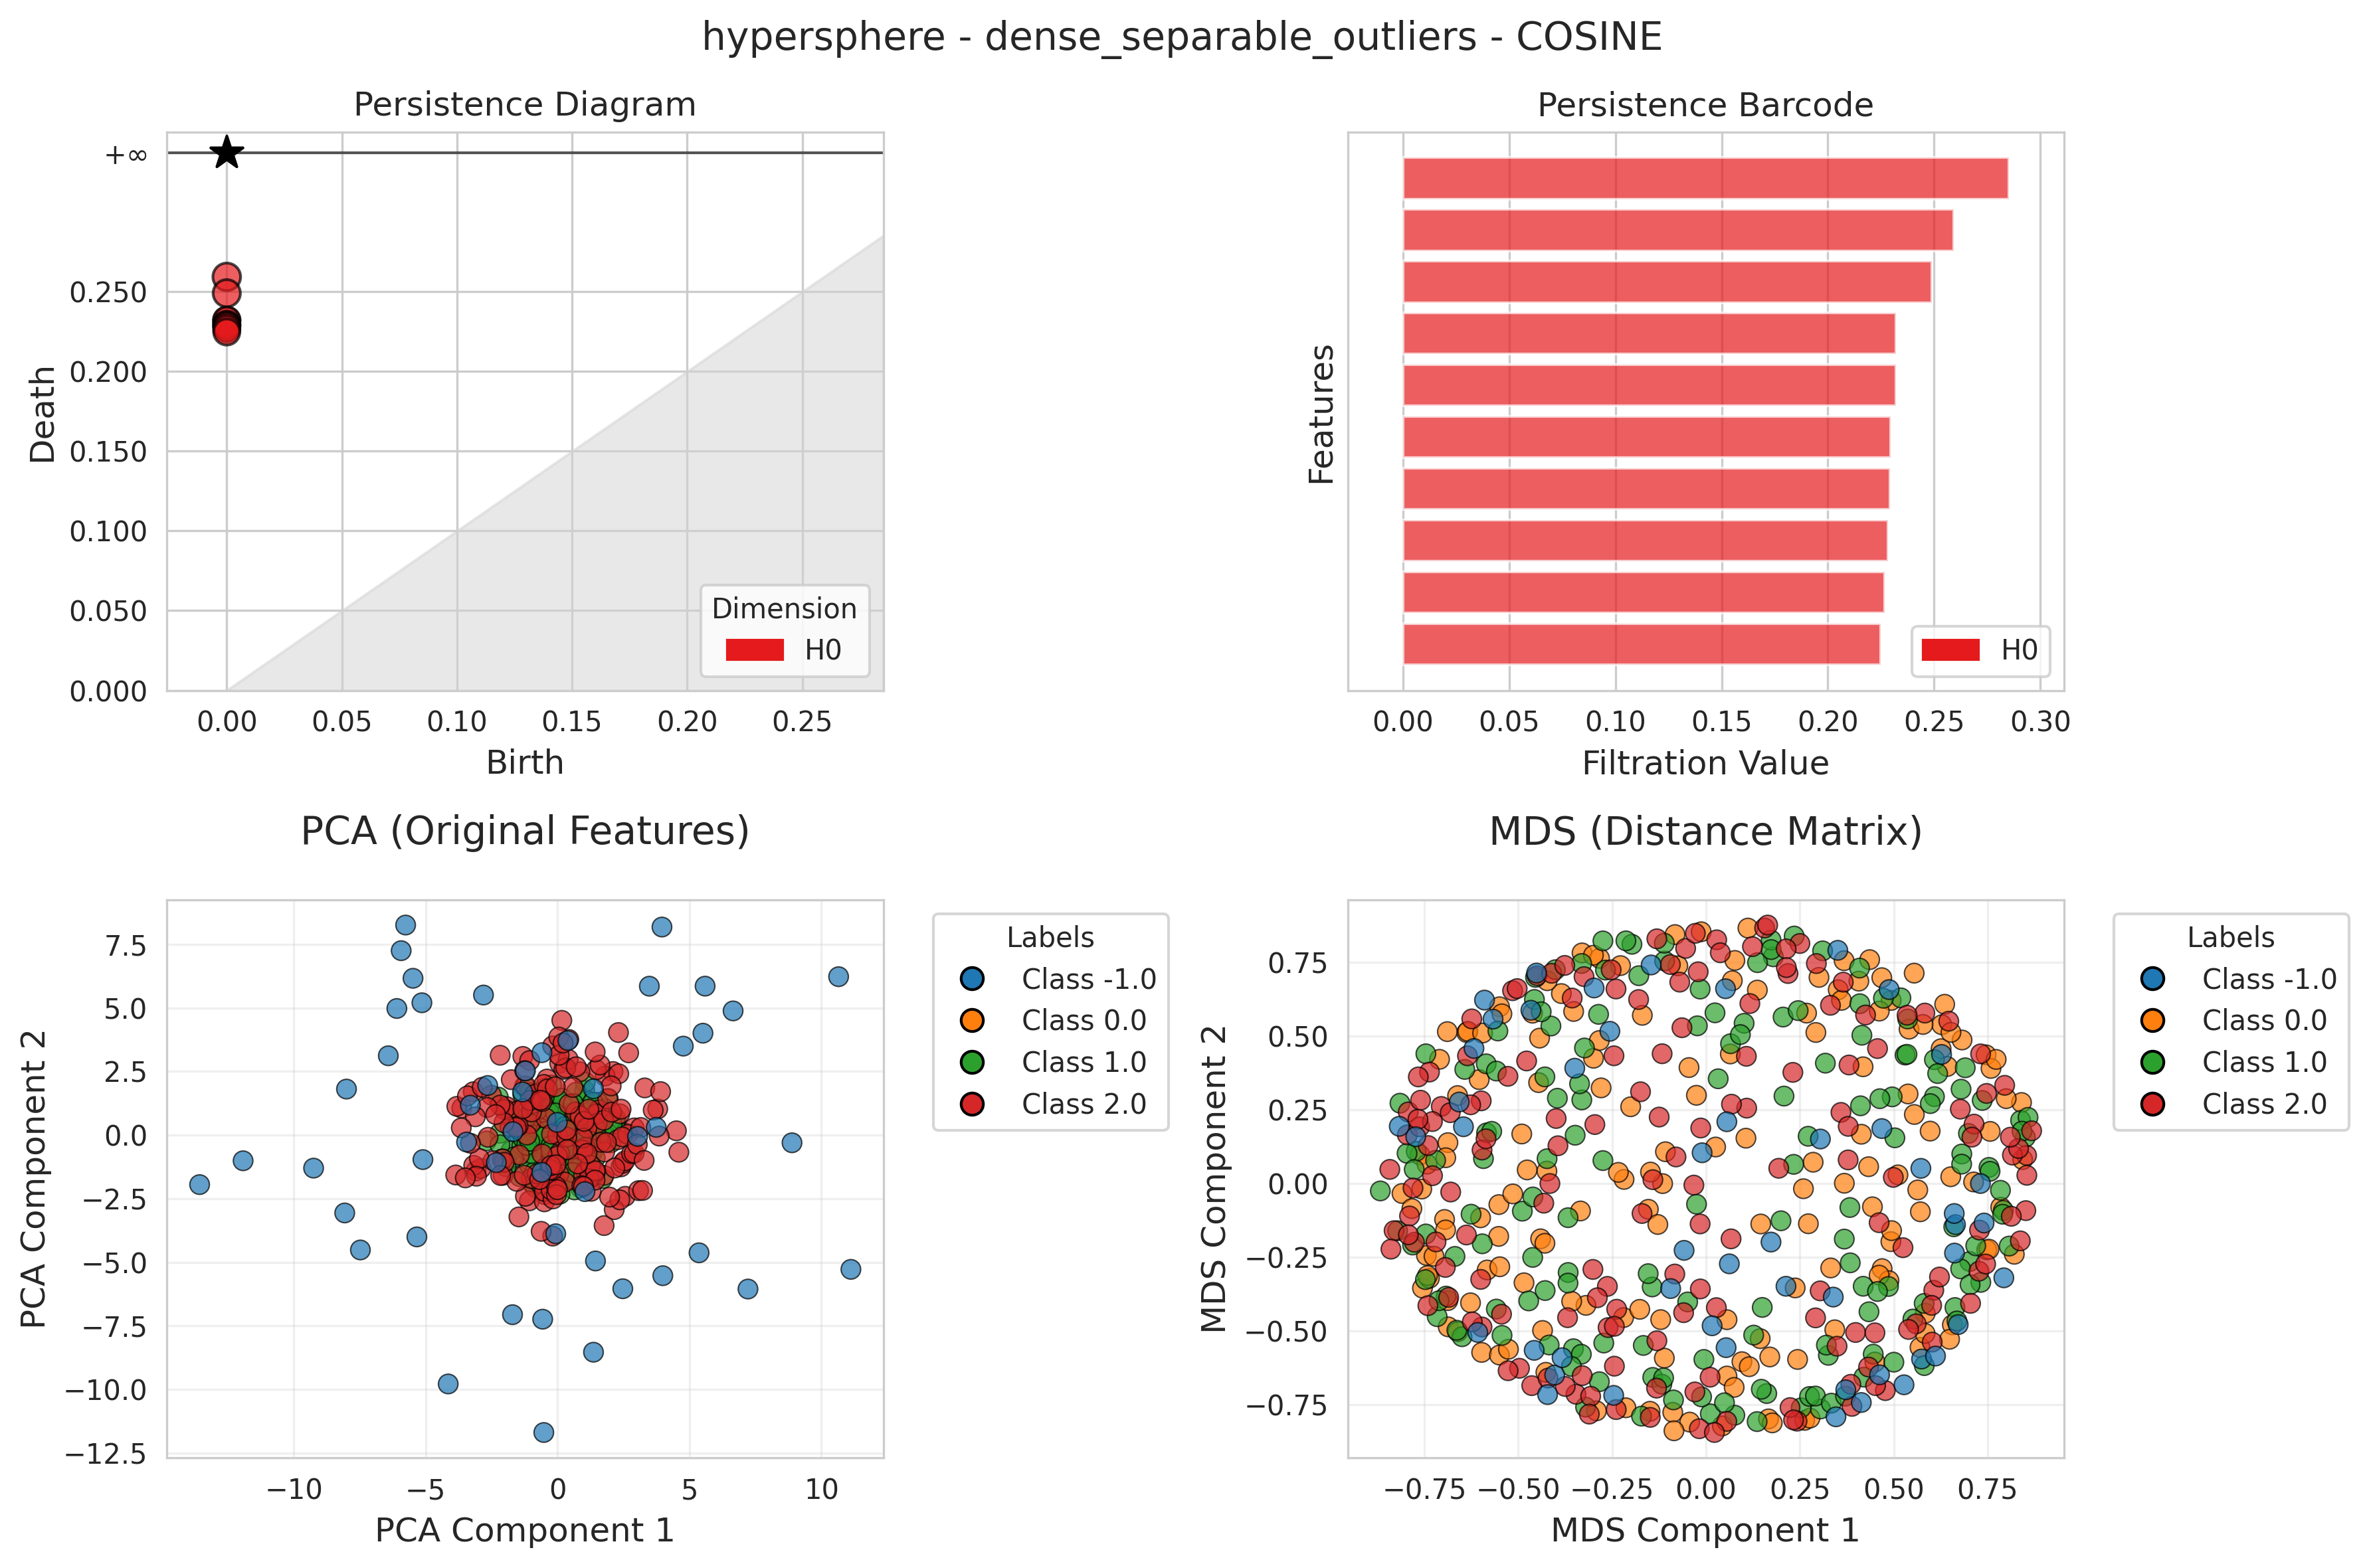 hypersphere - dense_separable_outliers - COSINE
Persistence Diagram
+∞
0.250
0.200
0.150
0.100
0.050
0.000
Death
0.00 0.05 0.10 0.15 0.20 0.25
Birth
Dimension
H0
Persistence Barcode
Features
0.00 0.05 0.10 0.15 0.20 0.25 0.30
Filtration Value
H0
PCA (Original Features)
7.5
5.0
2.5
0.0
−2.5
−5.0
−7.5
−10.0
−12.5
PCA Component 2
−10 −5 0 5 10
PCA Component 1
Labels
Class -1.0
Class 0.0
Class 1.0
Class 2.0
MDS (Distance Matrix)
0.75
0.50
0.25
0.00
−0.25
−0.50
−0.75
MDS Component 2
−0.75 −0.50 −0.25 0.00 0.25 0.50 0.75
MDS Component 1
Labels
Class -1.0
Class 0.0
Class 1.0
Class 2.0